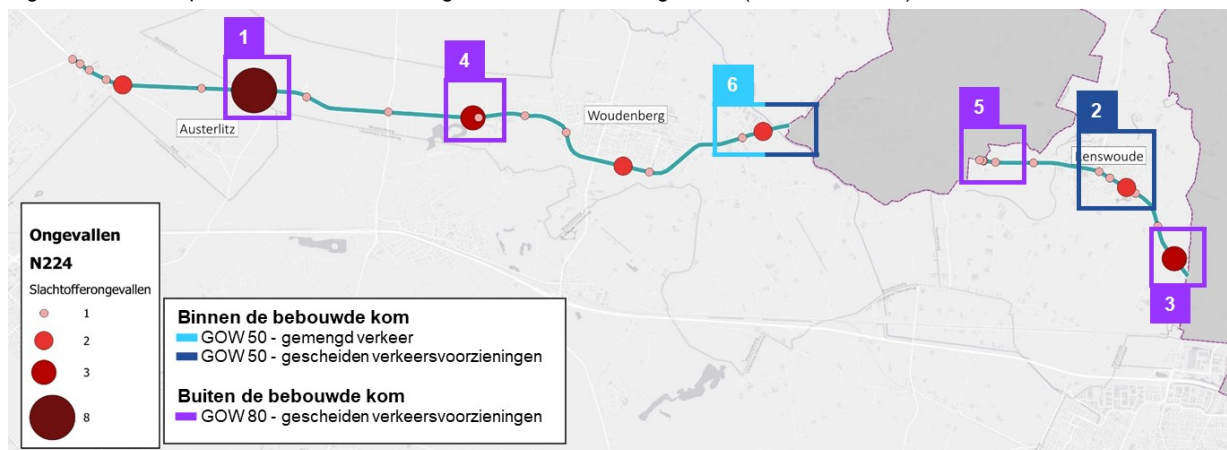 1
4
6
5
2
3
Austerlitz
Woudenberg
Renswoude
Ongevallen
N224
Slachtofferongevallen
1
2
3
8
Binnen de bebouwde kom
GOW 50 - gemengd verkeer
GOW 50 - gescheiden verkeersvoorzieningen
Buiten de bebouwde kom
GOW 80 - gescheiden verkeersvoorzieningen